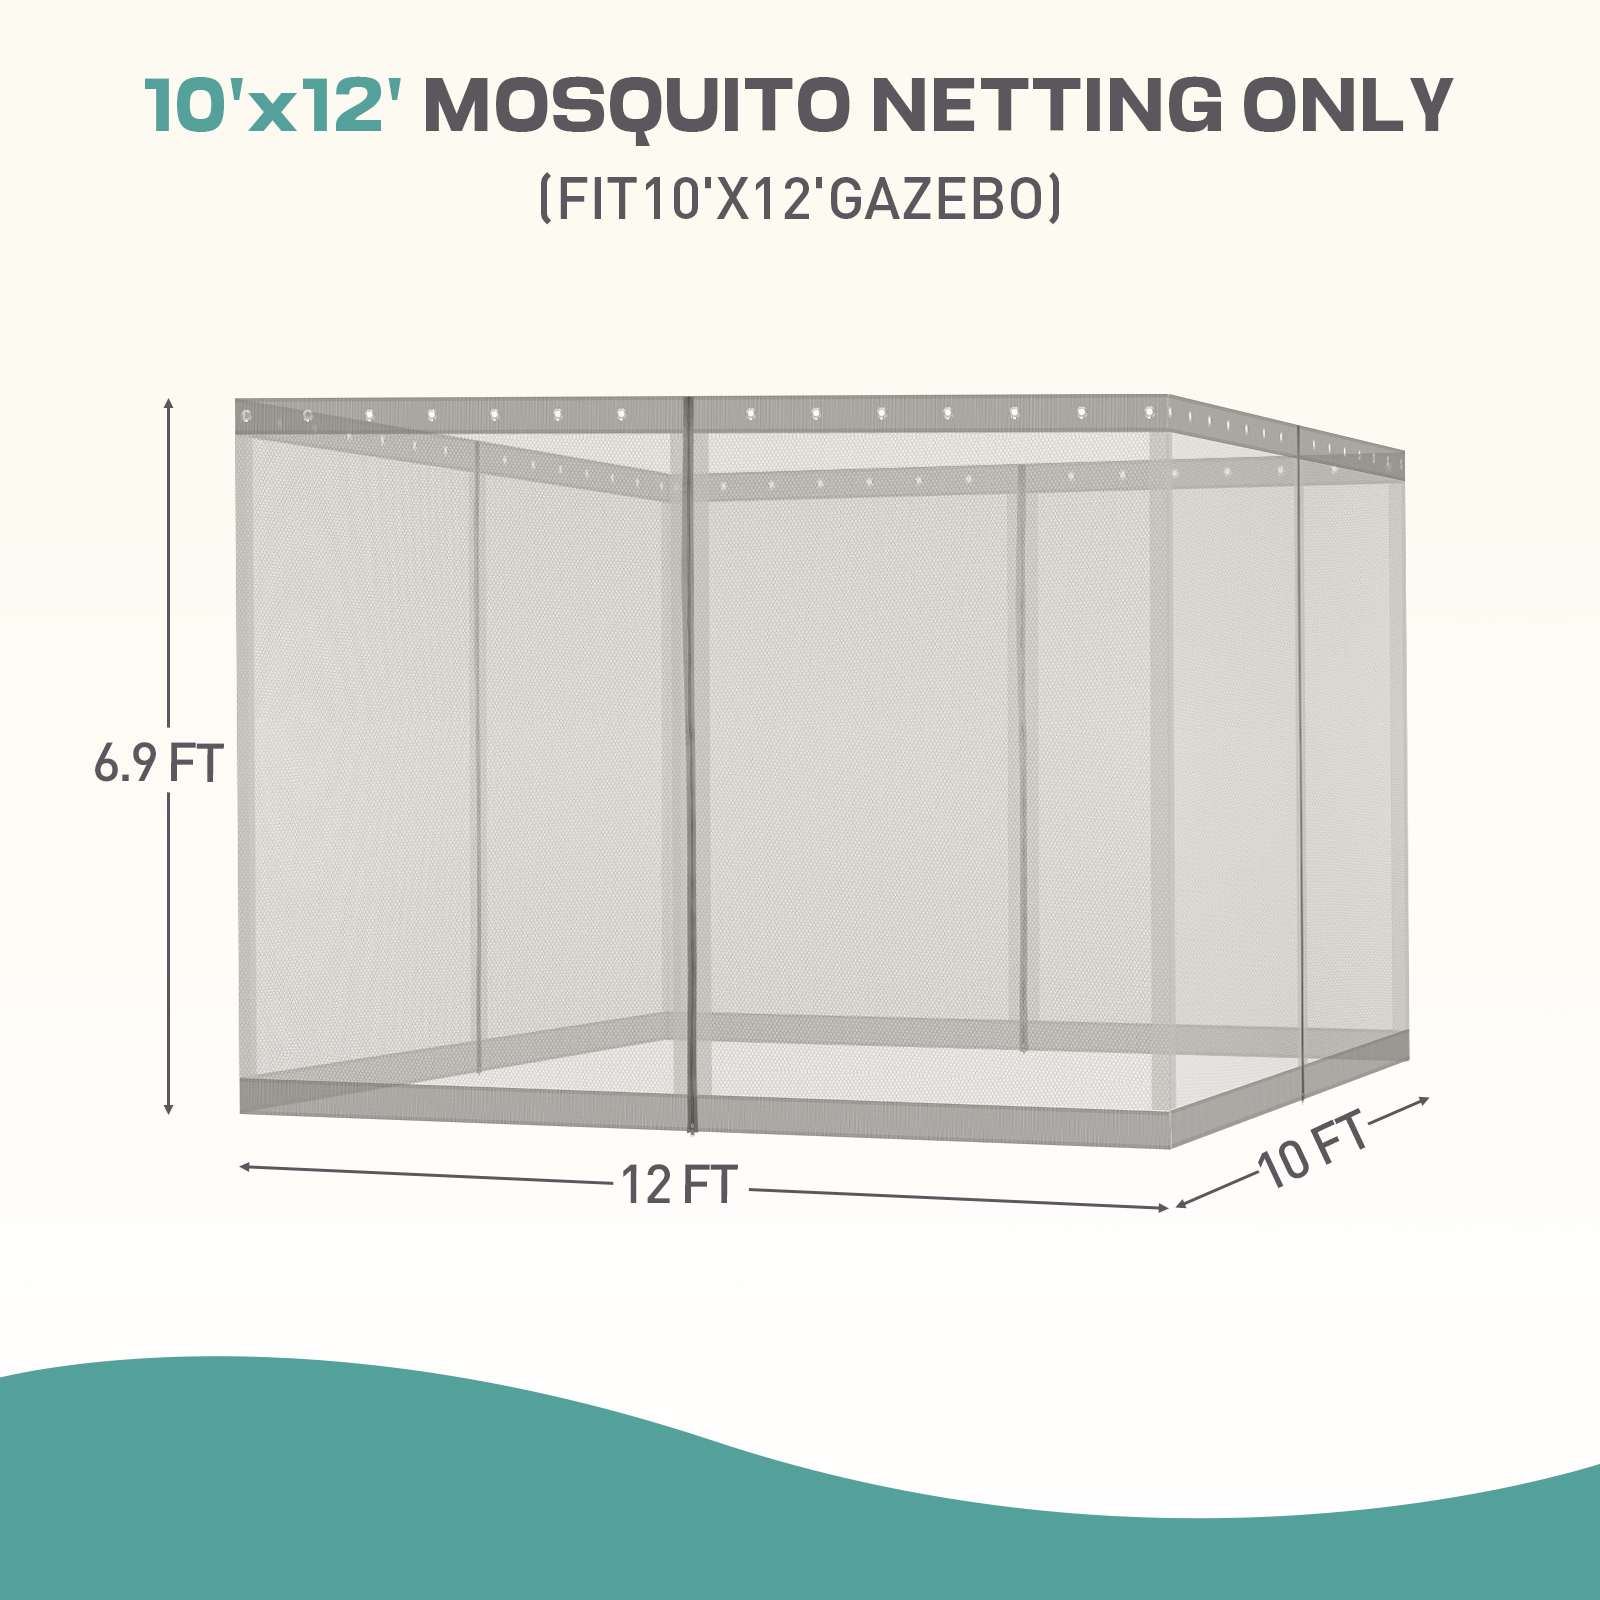 10'x12' MOSQUITO NETTING ONLY
(FIT10'X12'GAZEBO)
6.9 FT
12 FT
10 FT